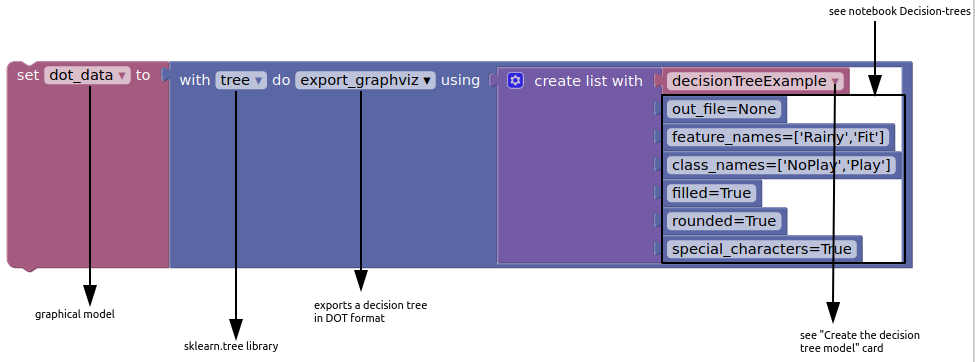 see notebook Decision-trees
set dot_data ▾ to with tree ▾ do export_graphviz ▾ using create list with decisionTreeExample ▾
out_file=None
feature_names=['Rainy','Fit']
class_names=['NoPlay','Play']
filled=True
rounded=True
special_characters=True
graphical model
exports a decision tree
in DOT format
sklearn.tree library
see "Create the decision
tree model" card